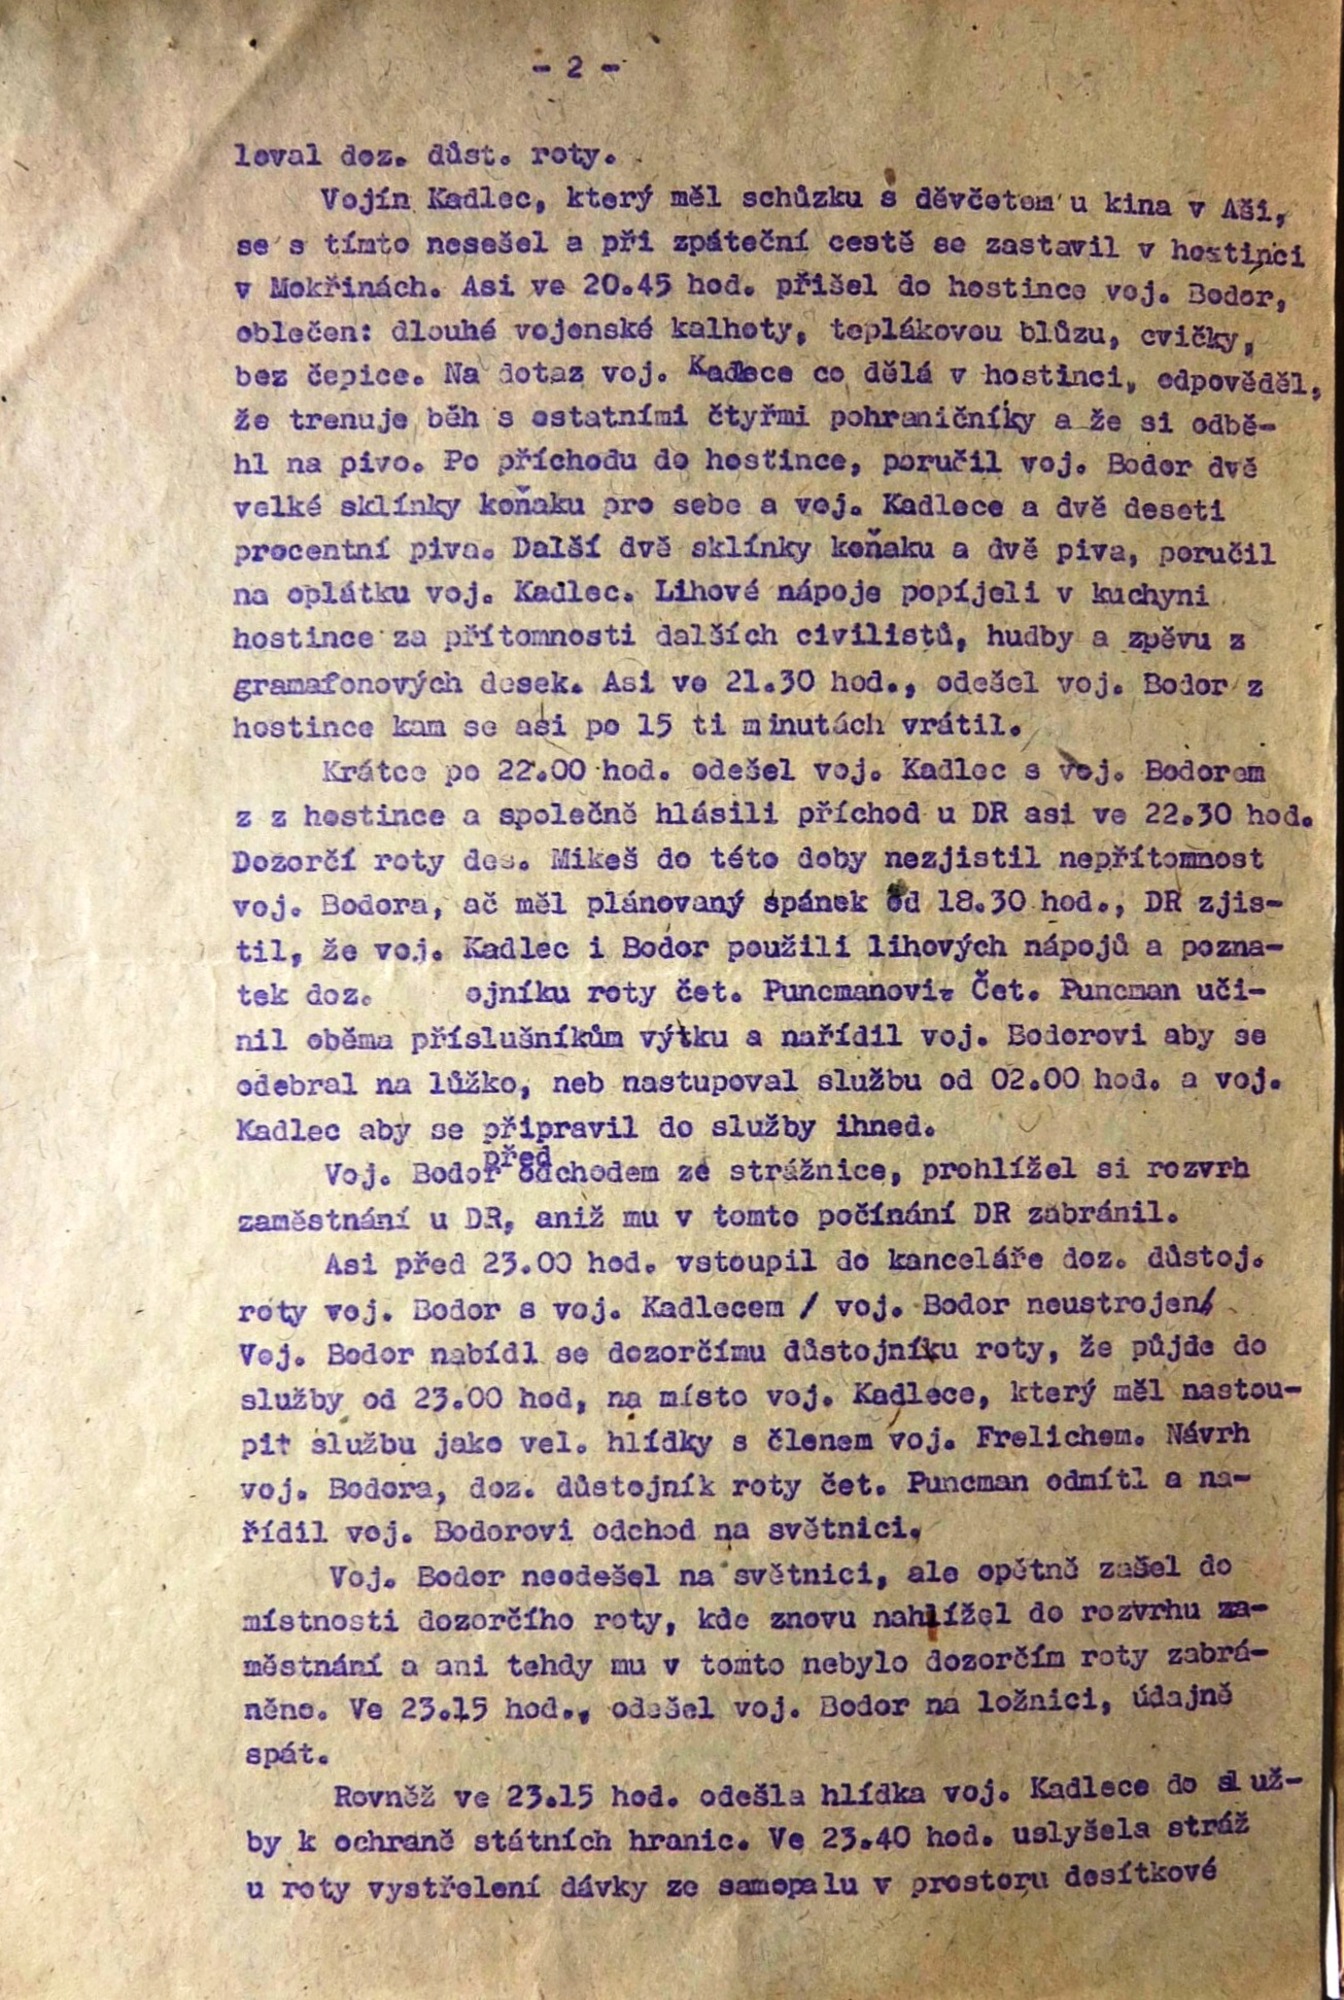 - 2 -
loval doz. důst. roty.
Vojín Kadlec, který měl schůzku s děvčetem u kina v Aši,
se s tímto nesešel a při zpáteční cestě se zastavil v hostinci
v Mokřinách. Asi ve 20.45 hod. přišel do hostince voj. Bodor,
oblečen: dlouhé vojenské kalhoty, teplákovou blůzu, cvičky,
bez čepice. Na dotaz voj. Kadlece co dělá v hostinci, odpověděl,
že trenuje běh s ostatními čtyřmi pohraničníky a že si odbě-
hl na pivo. Po příchodu do hostince, poručil voj. Bodor dvě
velké sklínky koňaku pro sebe a voj. Kadlece a dvě deseti
procentní piva. Další dvě sklínky koňaku a dvě piva, poručil
na oplátku voj. Kadlec. Lihové nápoje popíjeli v kuchyni
hostince za přítomnosti dalších civilistů, hudby a zpěvu z
gramafonových desek. Asi ve 21.30 hod., odešel voj. Bodor z
hostince kam se asi po 15 ti minutách vrátil.
Krátce po 22.00 hod. odešel voj. Kadlec s voj. Bodorem
z z hostince a společně hlásili příchod u DR asi ve 22.30 hod.
Dozorčí roty des. Mikeš do této doby nezjistil nepřítomnost
voj. Bodora, ač měl plánovaný spánek od 18.30 hod., DR zjis-
til, že voj. Kadlec i Bodor použili lihových nápojů a pozna-
tek doz. ojníku roty čet. Puncmanovi. Čet. Puncman uči-
nil oběma příslušníkům výtku a nařídil voj. Bodorovi aby se
odebral na lůžko, neb nastupoval službu od 02.00 hod. a voj.
Kadlec aby se připravil do služby ihned.
Voj. Bodor před odchodem ze strážnice, prohlížel si rozvrh
zaměstnání u DR, aniž mu v tomto počínání DR zabránil.
Asi před 23.00 hod. vstoupil do kanceláře doz. důstoj.
roty voj. Bodor s voj. Kadlecem / voj. Bodor neustrojen/
Voj. Bodor nabídl se dozorčímu důstojníku roty, že půjde do
služby od 23.00 hod, na místo voj. Kadlece, který měl nastou-
pit službu jako vel. hlídky s členem voj. Frelichem. Návrh
voj. Bodora, doz. důstojník roty čet. Puncman odmítl a na-
řídil voj. Bodorovi odchod na světnici.
Voj. Bodor neodešel na světnici, ale opětně zašel do
místnosti dozorčího roty, kde znovu nahlížel do rozvrhu za-
městnání a ani tehdy mu v tomto nebylo dozorčím roty zabrá-
něno. Ve 23.15 hod., odešel voj. Bodor na ložnici, údajně
spát.
Rovněž ve 23.15 hod. odešla hlídka voj. Kadlece do služ-
by k ochraně státních hranic. Ve 23.40 hod. uslyšela stráž
u roty vystřelení dávky ze samopalu v prostoru desítkové